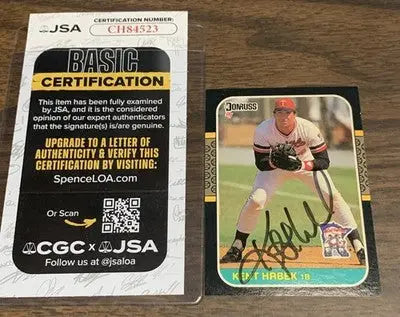 JSA
CERTIFICATION NUMBER:
CH84523
BASIC
CERTIFICATION
This item has been fully examined
by JSA, and it is the considered
opinion of our expert authenticators
that the signature(s) is/are genuine.
UPGRADE TO A LETTER OF
AUTHENTICITY & VERIFY THIS
CERTIFICATION BY VISITING:
SpenceLOA.com
Or Scan
CGC x JSA
Follow us at @jsaloa
DONRUSS
KENT HRBEK 1B